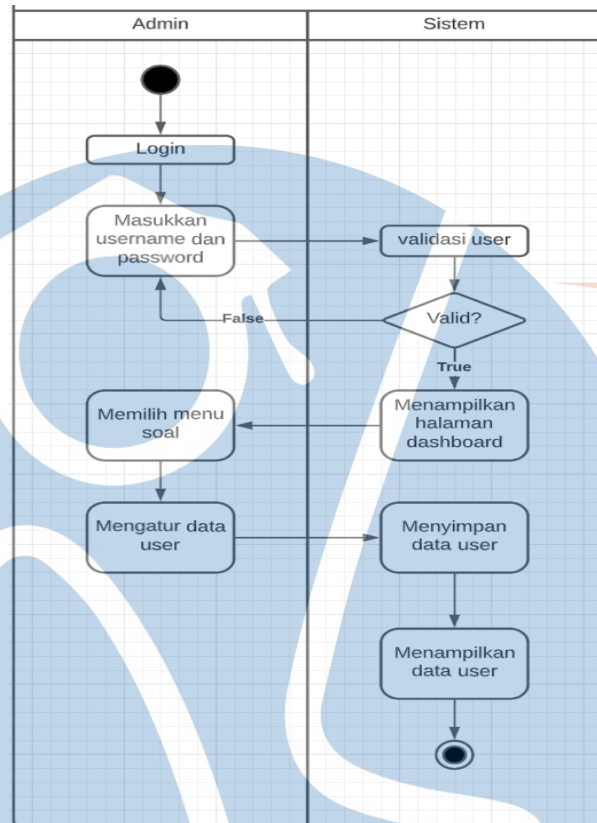 Admin
Sistem
Login
Masukkan
username dan
password
validasi user
Valid?
False
True
Menampilkan
halaman
dashboard
Memilih menu
soal
Mengatur data
user
Menyimpan
data user
Menampilkan
data user